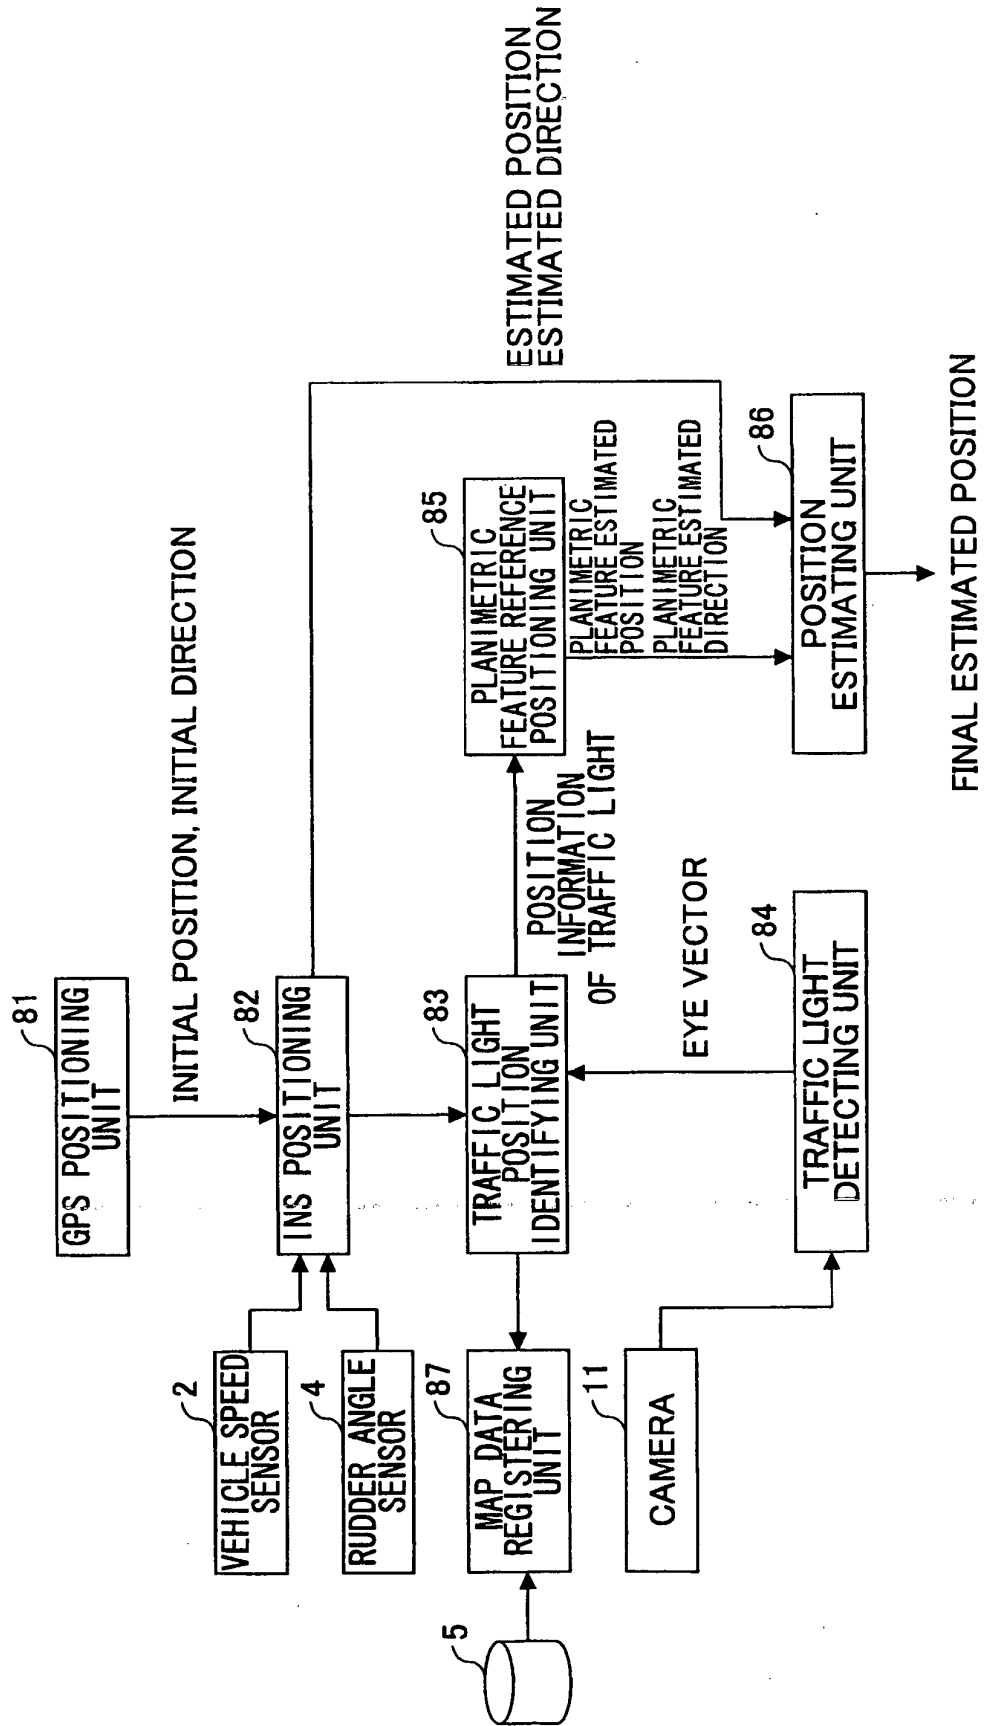 81
GPS POSITIONING
UNIT
INITIAL POSITION, INITIAL DIRECTION
2
VEHICLE SPEED
SENSOR
82
INS POSITIONING
UNIT
ESTIMATED POSITION
ESTIMATED DIRECTION
4
RUDDER ANGLE
SENSOR
5
87
MAP DATA
REGISTERING
UNIT
83
TRAFFIC LIGHT
POSITION
IDENTIFYING UNIT
POSITION
INFORMATION
OF TRAFFIC LIGHT
85
PLANIMETRIC
FEATURE REFERENCE
POSITIONING UNIT
PLANIMETRIC
FEATURE ESTIMATED
POSITION
PLANIMETRIC
FEATURE ESTIMATED
DIRECTION
11
CAMERA
EYE VECTOR
84
TRAFFIC LIGHT
DETECTING UNIT
86
POSITION
ESTIMATING UNIT
FINAL ESTIMATED POSITION